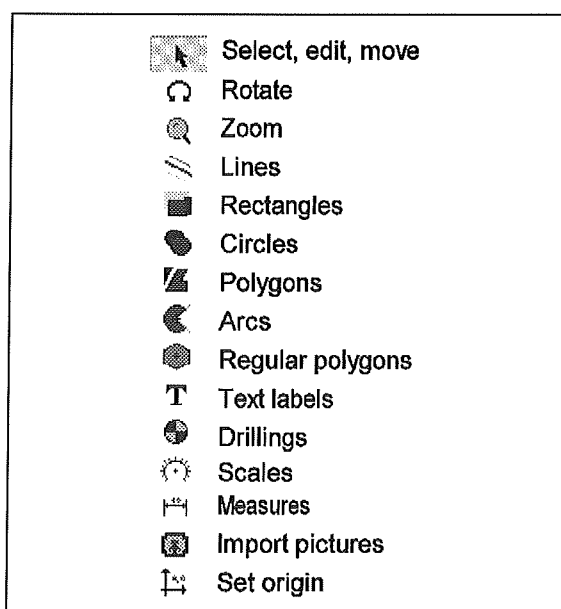 Select, edit, move
Rotate
Zoom
Lines
Rectangles
Circles
Polygons
Arcs
Regular polygons
T Text labels
Drillings
Scales
Measures
Import pictures
Set origin